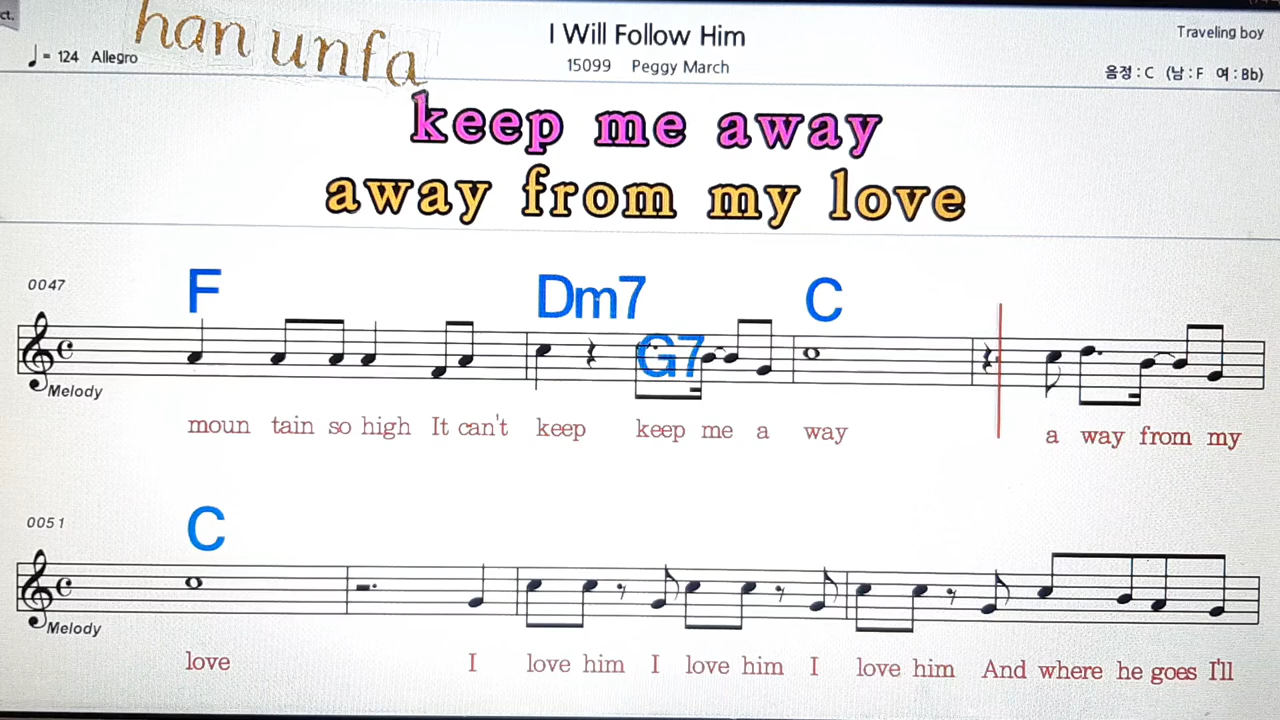 ct.
han unfa
I Will Follow Him
Traveling boy
♩ = 124 Allegro
15099 Peggy March
음정 : C (남 : F 여 : Bb)
keep me away
away from my love
0047
F Dm7 G7 C
Melody
moun tain so high It can't keep keep me a way a way from my
0051
C
Melody
love I love him I love him I love him And where he goes I'll